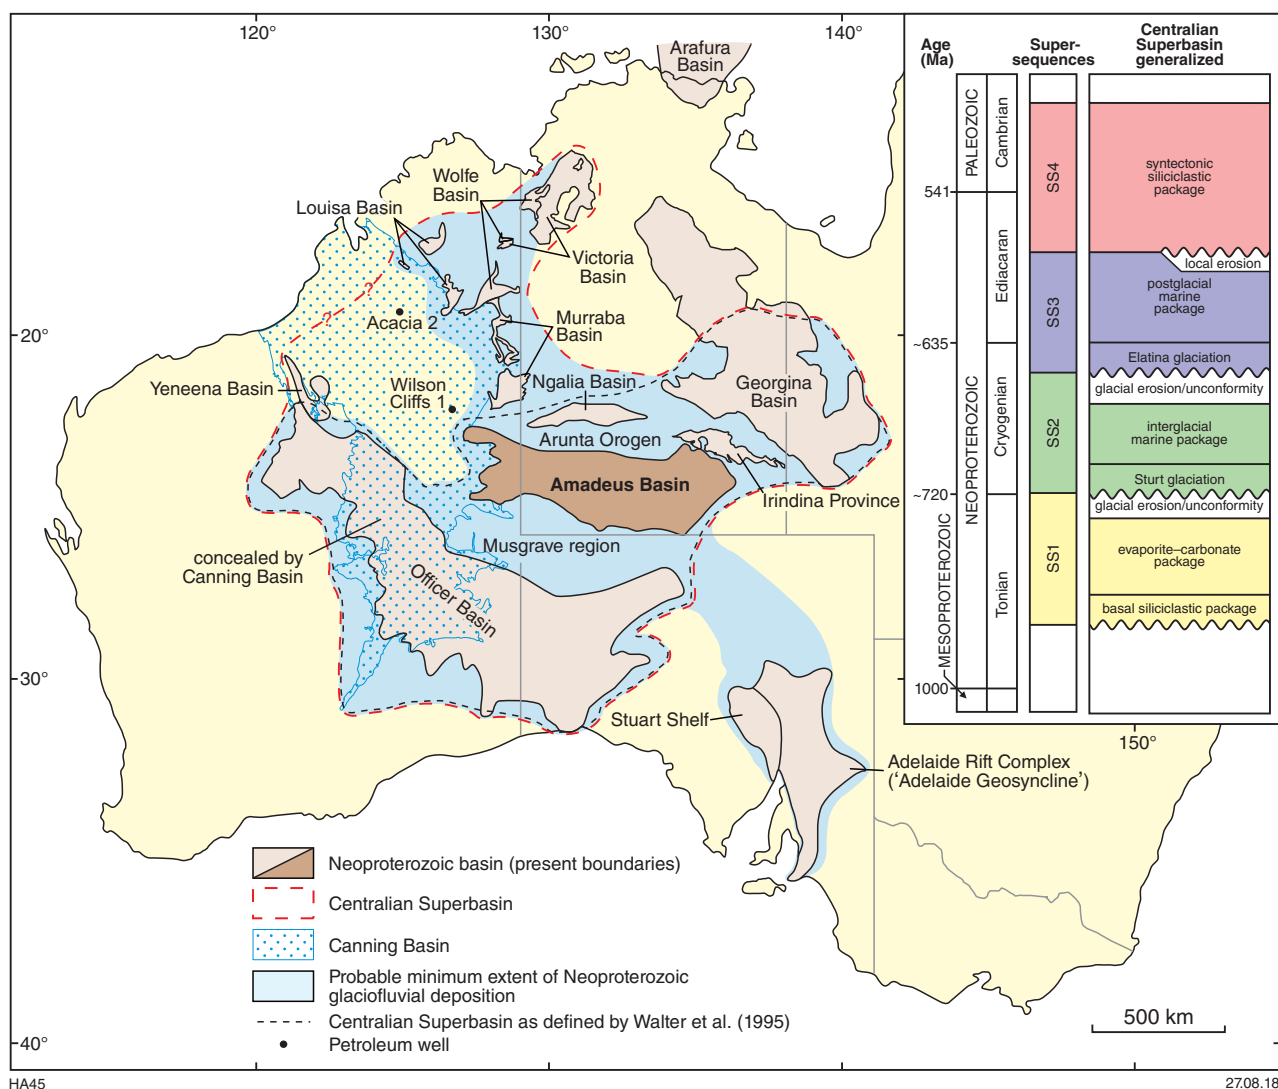 120°
130°
140°
Arafura
Basin
Wolfe
Basin
Louisa Basin
Victoria
Basin
?
?
Acacia 2
Murraba
Basin
20°
Yeneena Basin
Wilson
Cliffs 1
Ngalia Basin
Georgina
Basin
Arunta Orogen
Amadeus Basin
Irindina Province
Musgrave region
concealed by
Canning Basin
Officer Basin
30°
Stuart Shelf
Adelaide Rift Complex
(‘Adelaide Geosyncline’)
150°
Age
(Ma)
Super-
sequences
Centralian
Superbasin
generalized
PALEOZOIC
Cambrian
SS4
syntectonic
siliciclastic
package
541
Ediacaran
local erosion
SS3
postglacial
marine
package
~635
Elatina glaciation
glacial erosion/unconformity
NEOPROTEROZOIC
Cryogenian
SS2
interglacial
marine package
Sturt glaciation
~720
glacial erosion/unconformity
SS1
evaporite–carbonate
package
Tonian
basal siliciclastic package
MESOPROTEROZOIC
1000
Neoproterozoic basin (present boundaries)
Centralian Superbasin
Canning Basin
Probable minimum extent of Neoproterozoic
glaciofluvial deposition
Centralian Superbasin as defined by Walter et al. (1995)
Petroleum well
500 km
40°
HA45
27.08.18